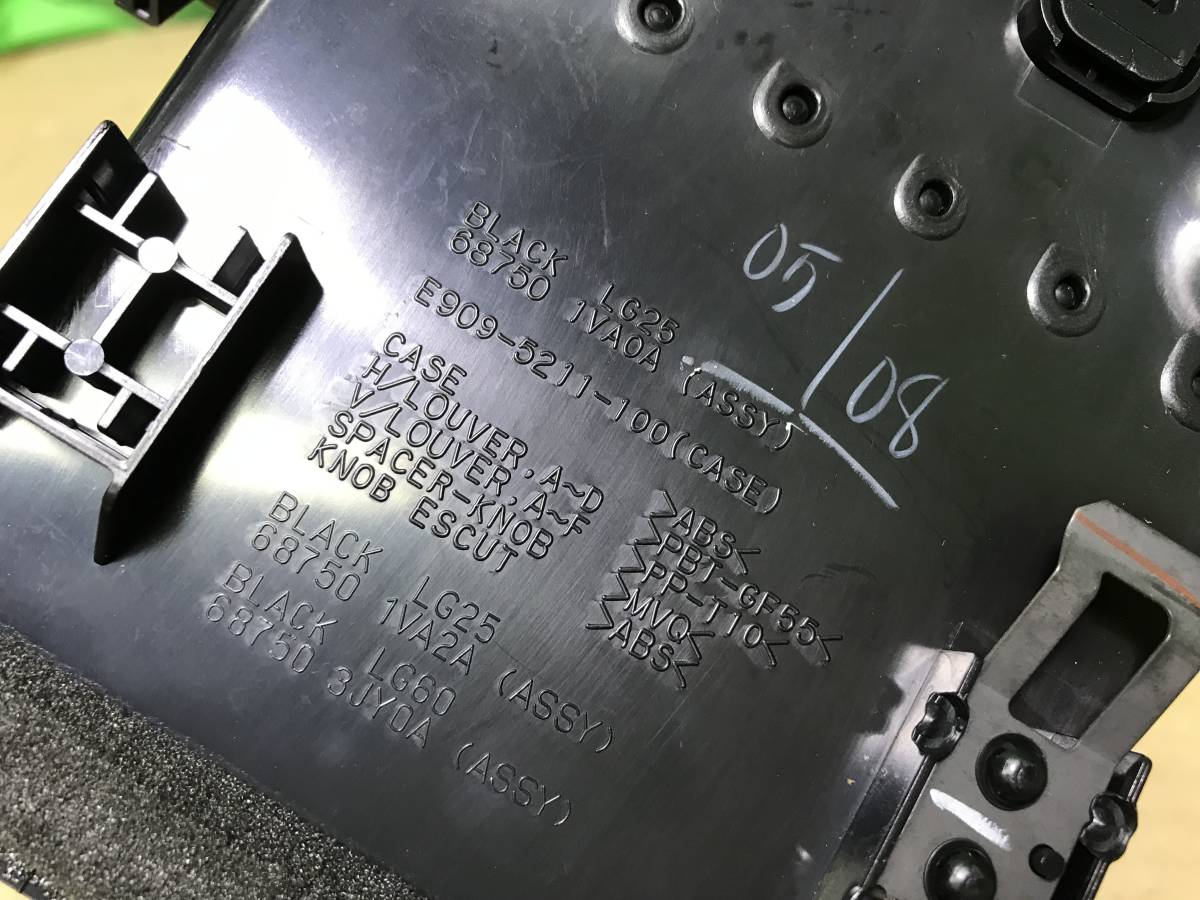 BLACK LG25
68750 1VA0A (ASSY)
E909-5211-100(CASE)
CASE >ABS<
H/LOUVER,A~D >PBT-GF55<
V/LOUVER,A~F >PP-T10<
SPACER-KNOB >MVQ<
KNOB ESCUT >ABS<
BLACK LG25
68750 1VA2A (ASSY)
BLACK LG60
68750 3JY0A (ASSY)
05/08